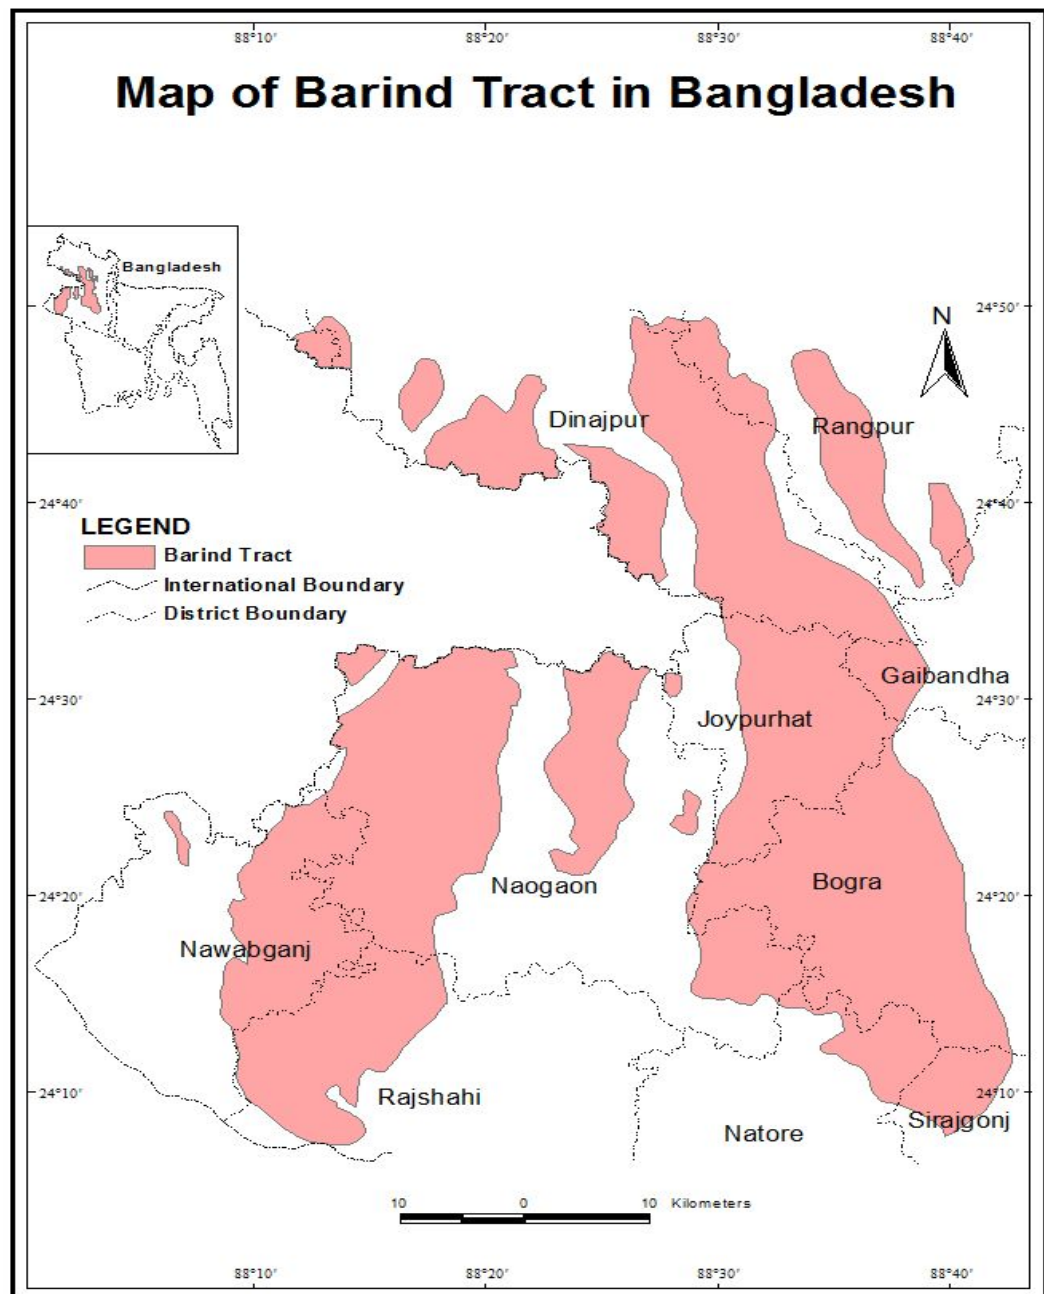 88°10′ 88°20′ 88°30′ 88°40′
Map of Barind Tract in Bangladesh
Bangladesh
24°50′ 24°50′
N
Dinajpur
Rangpur
24°40′ 24°40′
LEGEND
Barind Tract
International Boundary
District Boundary
Gaibandha
24°30′ 24°30′
Joypurhat
Bogra
Naogaon
24°20′ 24°20′
Nawabganj
24°10′ 24°10′
Rajshahi
Sirajgonj
Natore
10 0 10 Kilometers
88°10′ 88°20′ 88°30′ 88°40′